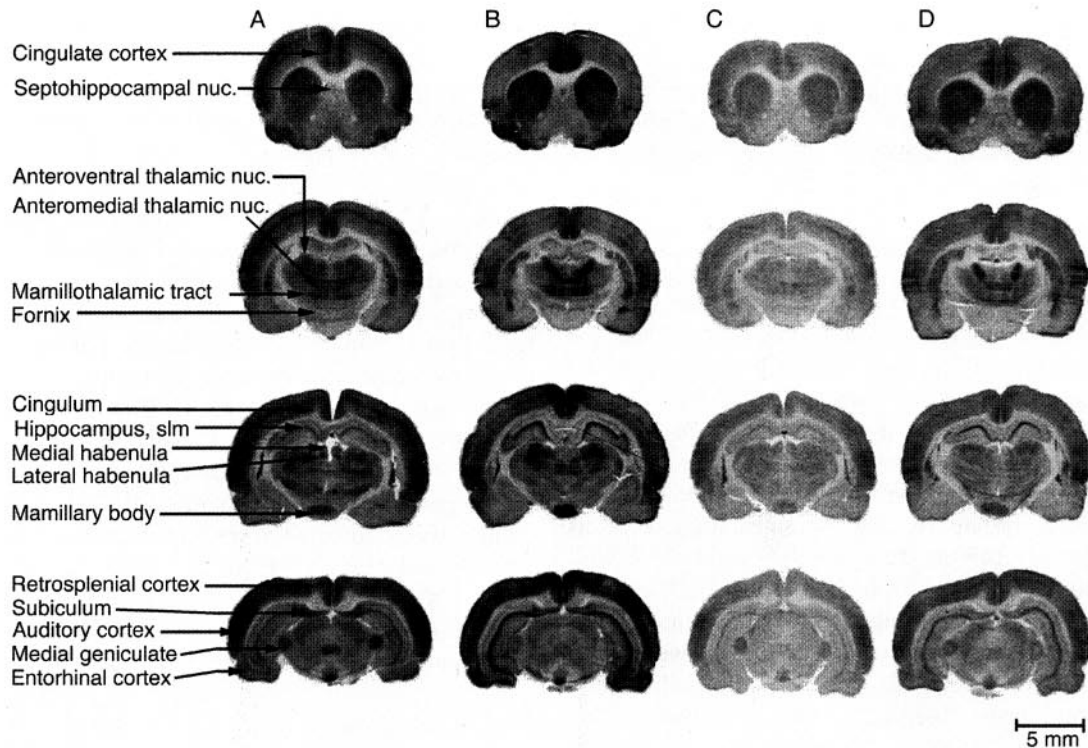 A B C D
Cingulate cortex
Septohippocampal nuc.
Anteroventral thalamic nuc.
Anteromedial thalamic nuc.
Mamillothalamic tract
Fornix
Cingulum
Hippocampus, slm
Medial habenula
Lateral habenula
Mamillary body
Retrosplenial cortex
Subiculum
Auditory cortex
Medial geniculate
Entorhinal cortex
5 mm